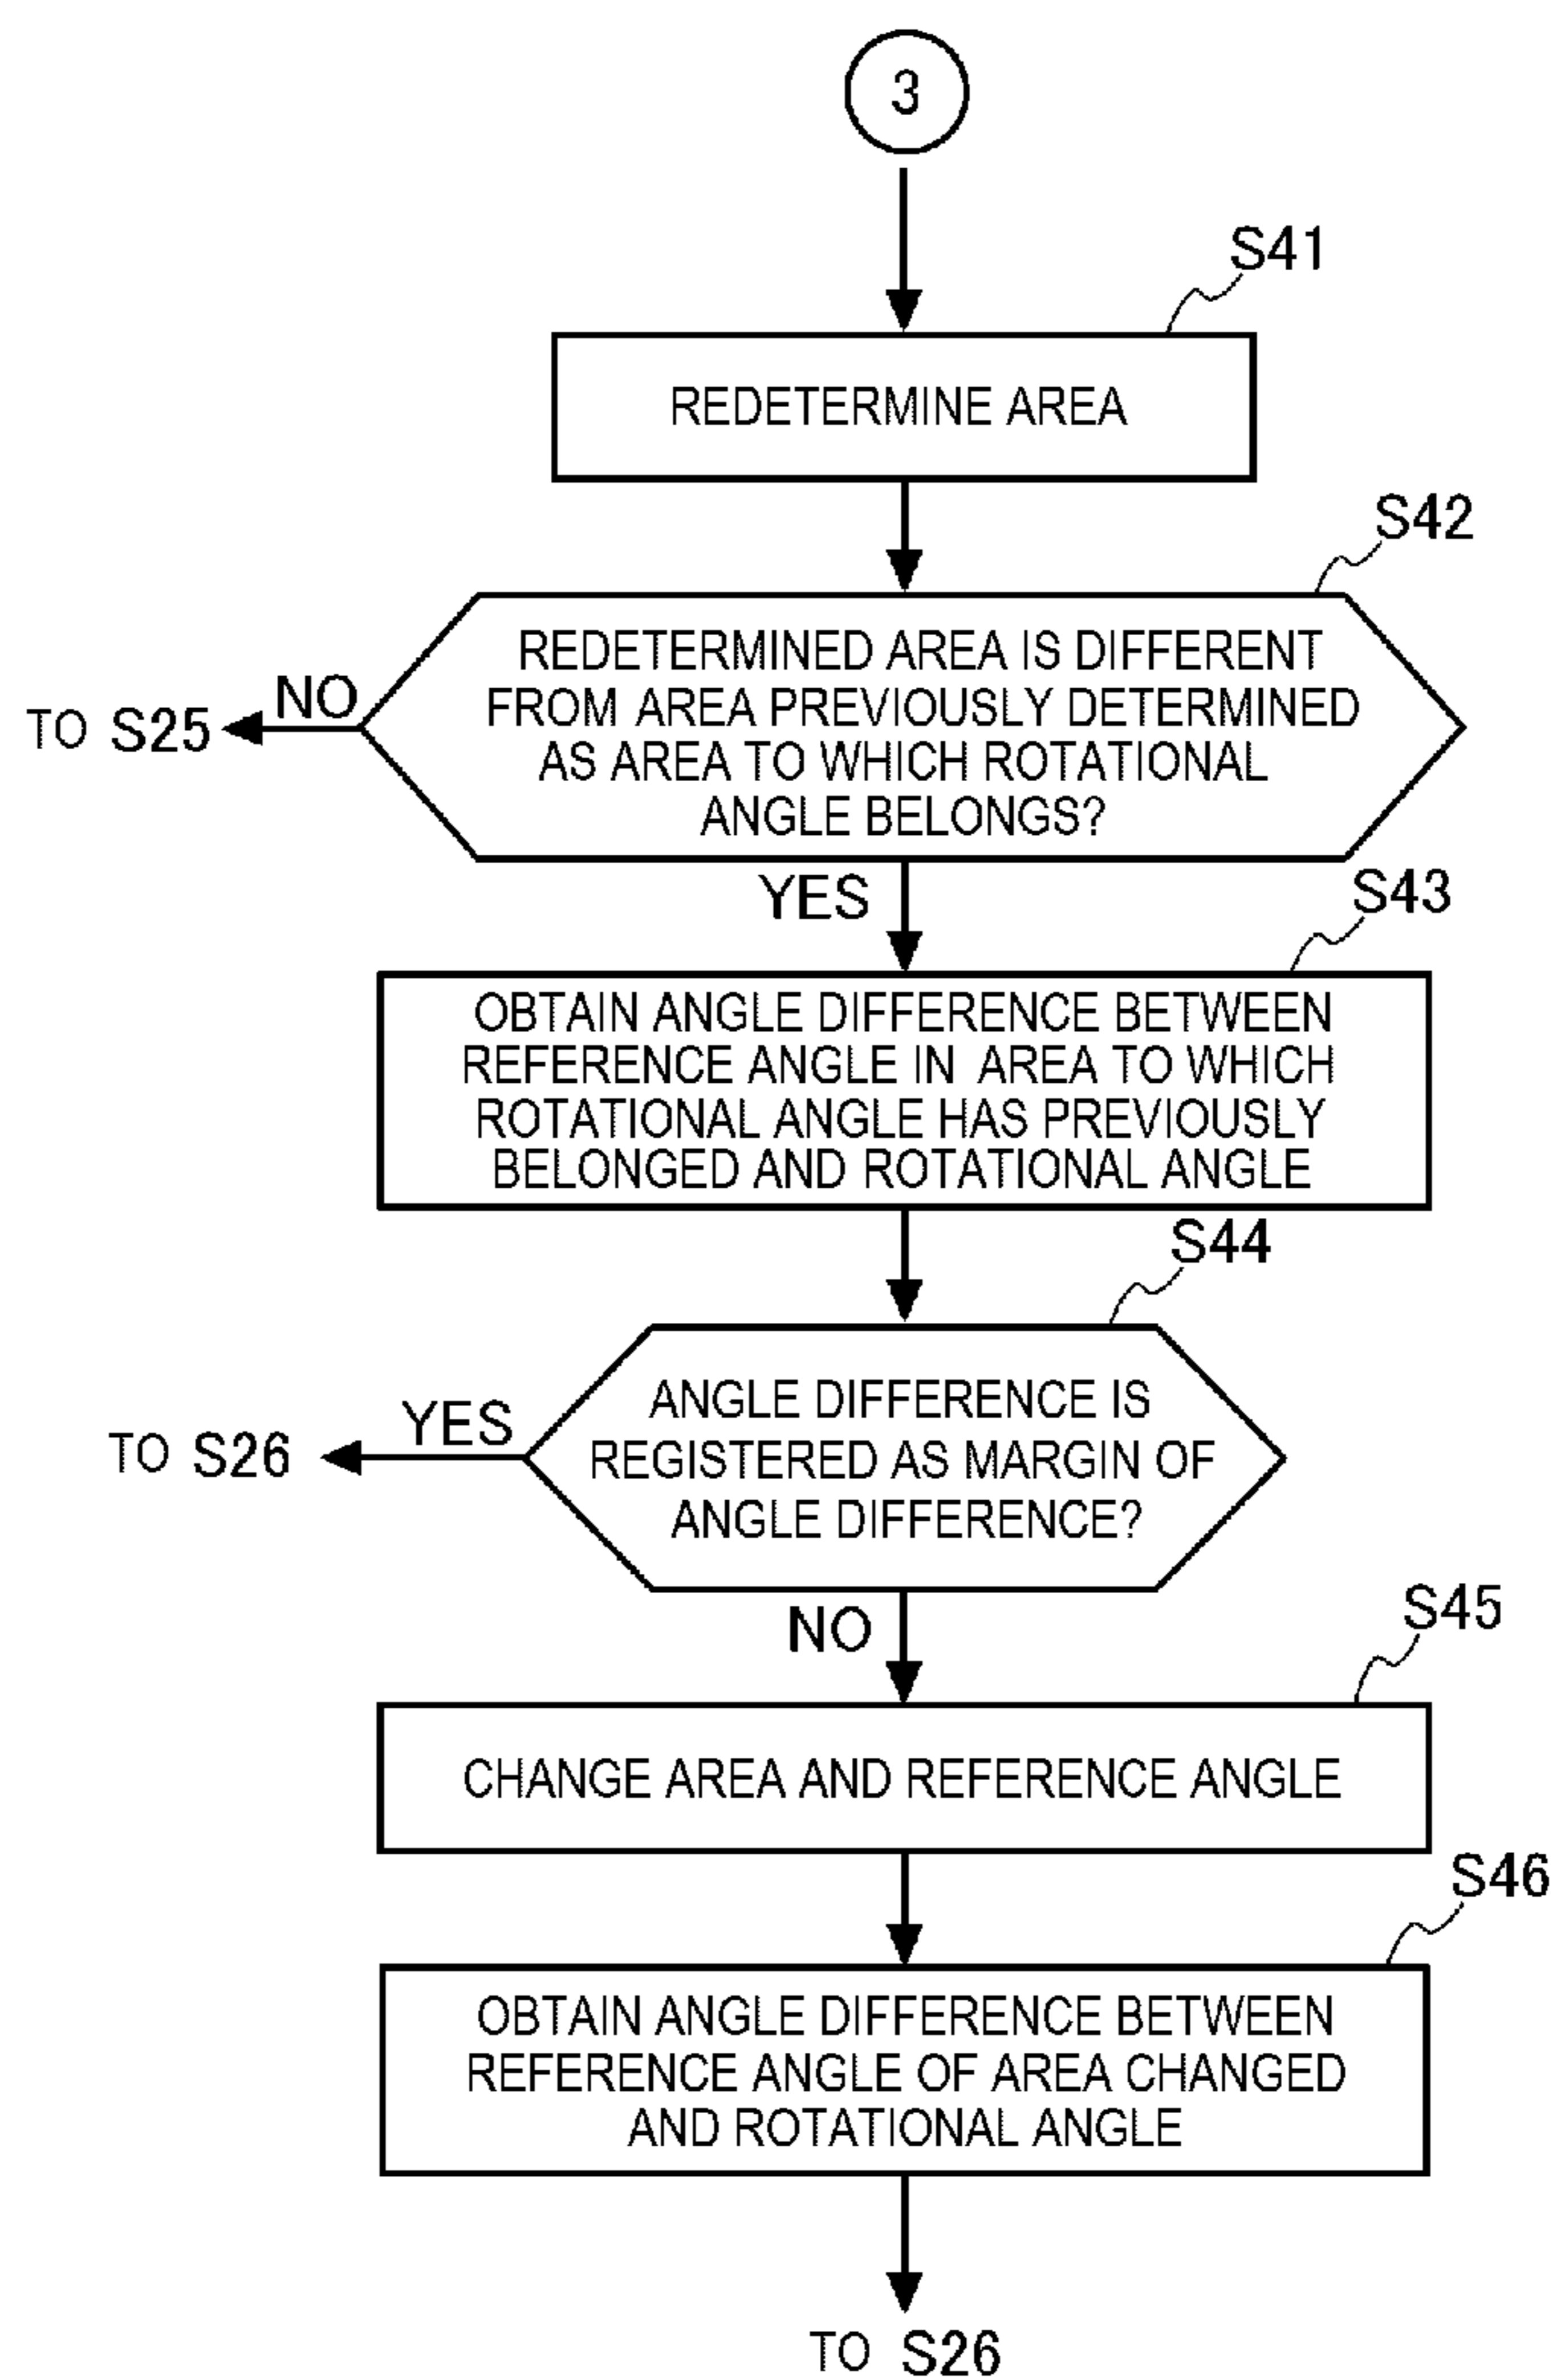 3
S41
REDETERMINE AREA
S42
REDETERMINED AREA IS DIFFERENT
FROM AREA PREVIOUSLY DETERMINED
AS AREA TO WHICH ROTATIONAL
ANGLE BELONGS?
NO
TO S25
YES
S43
OBTAIN ANGLE DIFFERENCE BETWEEN
REFERENCE ANGLE IN AREA TO WHICH
ROTATIONAL ANGLE HAS PREVIOUSLY
BELONGED AND ROTATIONAL ANGLE
S44
ANGLE DIFFERENCE IS
REGISTERED AS MARGIN OF
ANGLE DIFFERENCE?
YES
TO S26
NO
S45
CHANGE AREA AND REFERENCE ANGLE
S46
OBTAIN ANGLE DIFFERENCE BETWEEN
REFERENCE ANGLE OF AREA CHANGED
AND ROTATIONAL ANGLE
TO S26